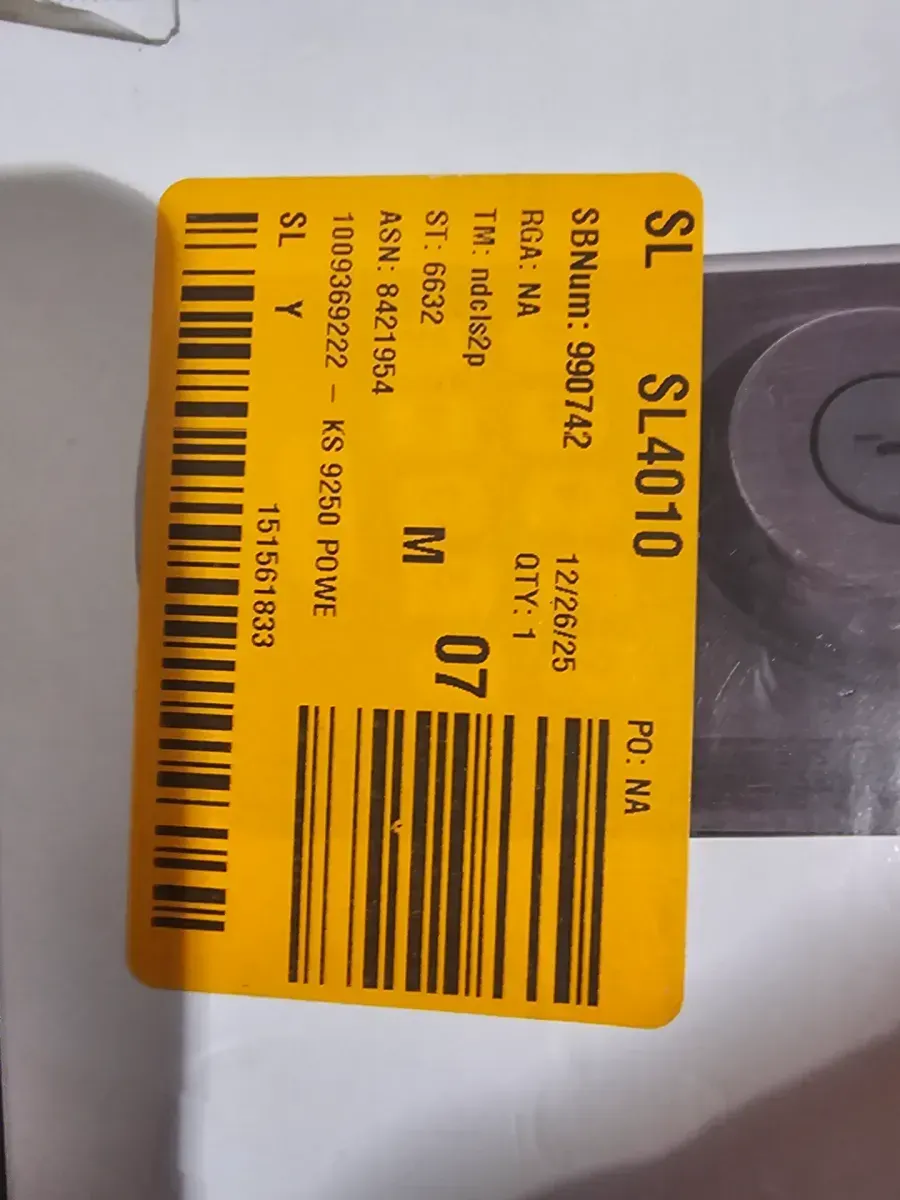 SL SL4010 PO: NA
SBNum: 990742 12/26/25
RGA: NA QTY: 1
TM: ndcls2p
ST: 6632 07
ASN: 8421954 M
1009369222 - KS 9250 POWE
SL Y 151561833